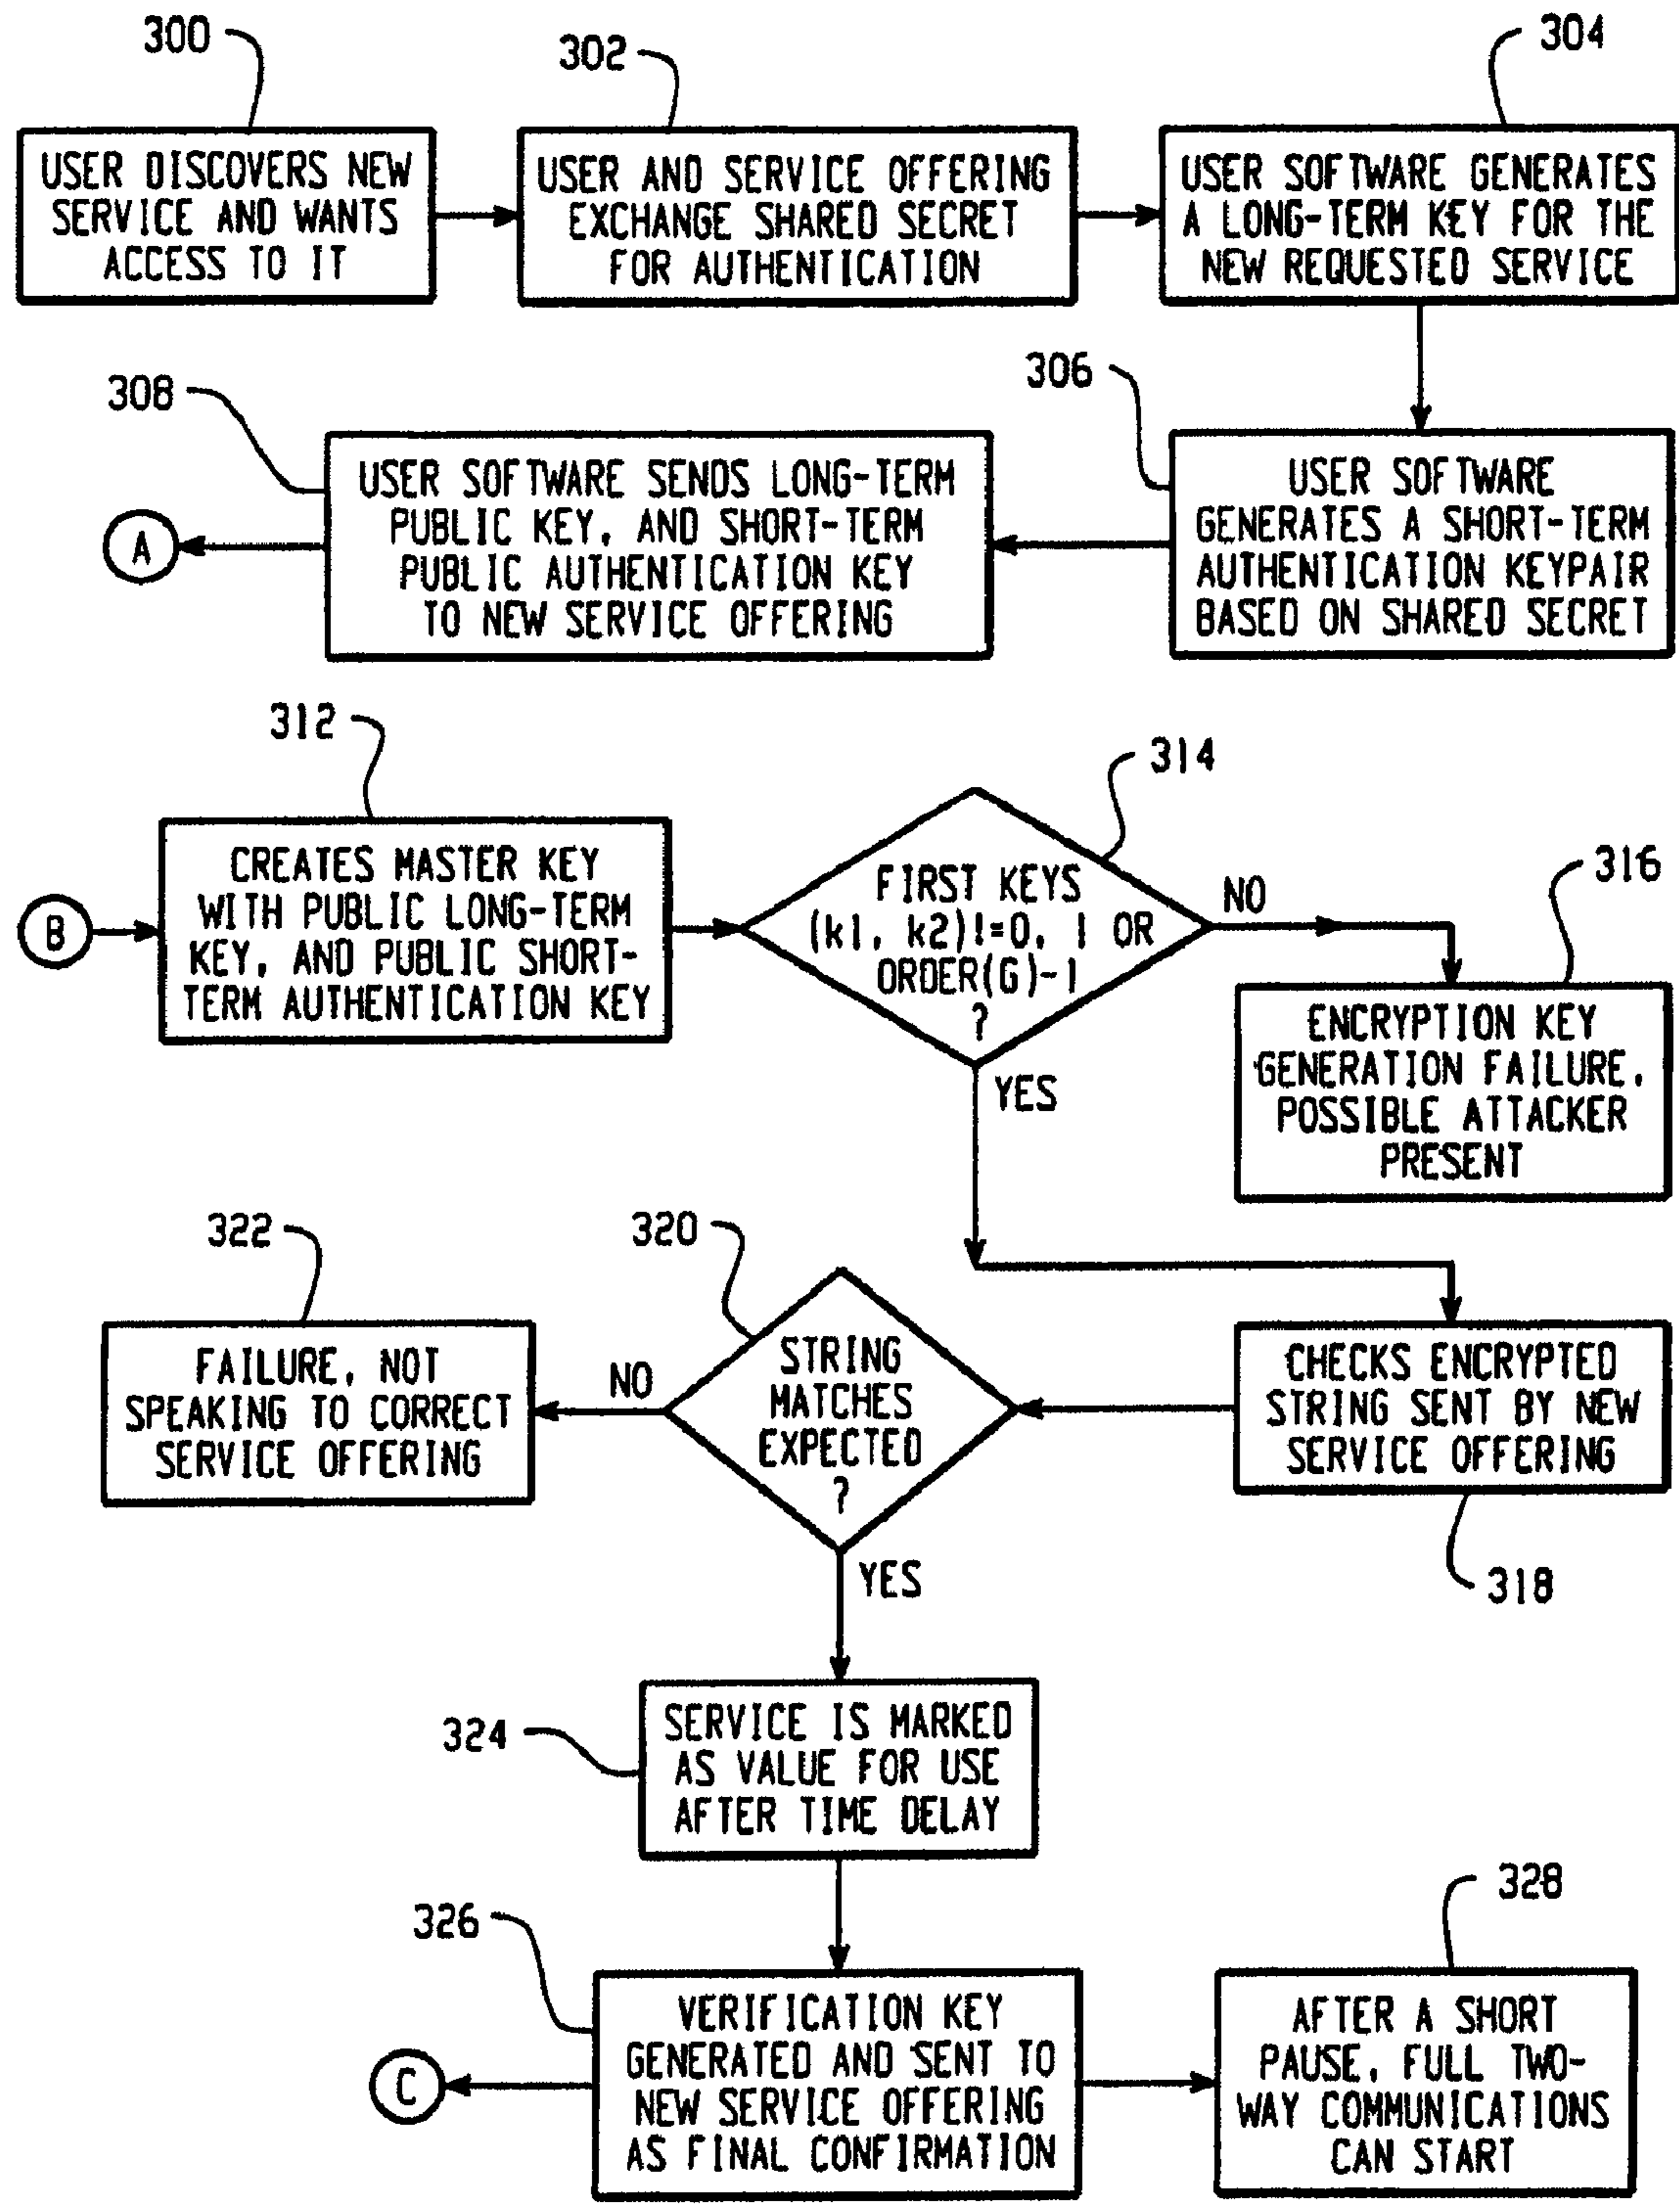 300
302
304
USER DISCOVERS NEW
SERVICE AND WANTS
ACCESS TO IT
USER AND SERVICE OFFERING
EXCHANGE SHARED SECRET
FOR AUTHENTICATION
USER SOFTWARE GENERATES
A LONG-TERM KEY FOR THE
NEW REQUESTED SERVICE
306
USER SOFTWARE
GENERATES A SHORT-TERM
AUTHENTICATION KEYPAIR
BASED ON SHARED SECRET
308
USER SOFTWARE SENDS LONG-TERM
PUBLIC KEY, AND SHORT-TERM
PUBLIC AUTHENTICATION KEY
TO NEW SERVICE OFFERING
A
B
312
CREATES MASTER KEY
WITH PUBLIC LONG-TERM
KEY, AND PUBLIC SHORT-
TERM AUTHENTICATION KEY
314
FIRST KEYS
(k1, k2)!=0, 1 OR
ORDER(G)-1
?
NO
316
ENCRYPTION KEY
GENERATION FAILURE,
POSSIBLE ATTACKER
PRESENT
YES
CHECKS ENCRYPTED
STRING SENT BY NEW
SERVICE OFFERING
318
320
STRING
MATCHES
EXPECTED
?
NO
322
FAILURE, NOT
SPEAKING TO CORRECT
SERVICE OFFERING
YES
324
SERVICE IS MARKED
AS VALUE FOR USE
AFTER TIME DELAY
326
VERIFICATION KEY
GENERATED AND SENT TO
NEW SERVICE OFFERING
AS FINAL CONFIRMATION
C
328
AFTER A SHORT
PAUSE, FULL TWO-
WAY COMMUNICATIONS
CAN START